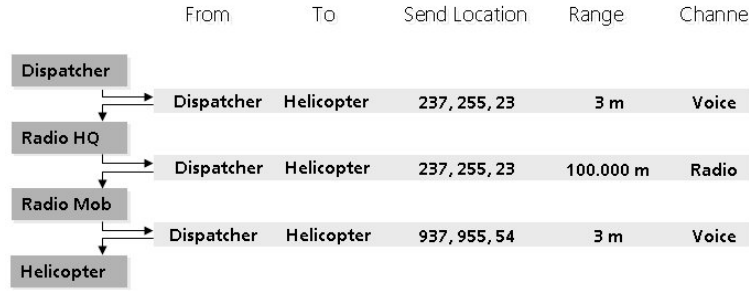 From To Send Location Range Channe
Dispatcher
Dispatcher Helicopter 237, 255, 23 3 m Voice
Radio HQ
Dispatcher Helicopter 237, 255, 23 100.000 m Radio
Radio Mob
Dispatcher Helicopter 937, 955, 54 3 m Voice
Helicopter